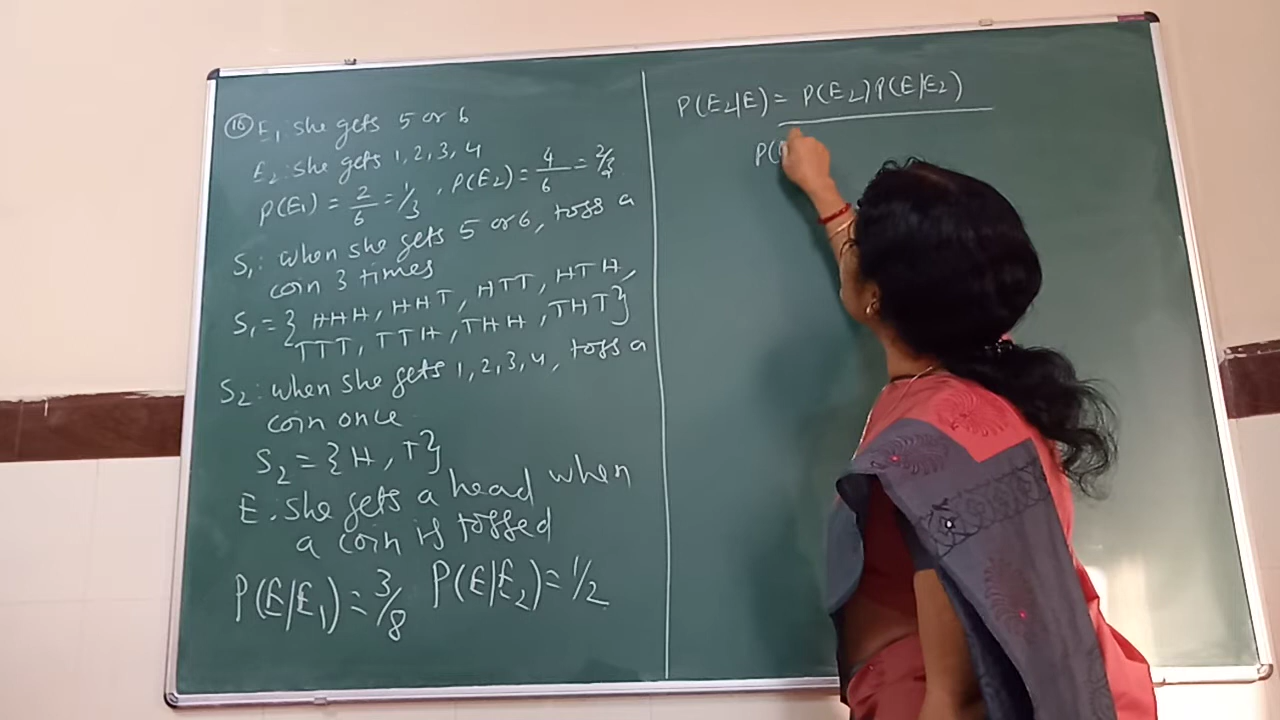 16 E₁: she gets 5 or 6
E₂: she gets 1, 2, 3, 4
P(E₁) = 2/6 = 1/3, P(E₂) = 4/6 = 2/3
S₁: when she gets 5 or 6, toss a
coin 3 times
S₁ = { HHH, HHT, HTT, HTH,
TTT, TTH, THH, THT}
S₂: when she gets 1, 2, 3, 4, toss a
coin once
S₂ = {H, T}
E: she gets a head when
a coin is tossed
P(E/E₁) = 3/8 P(E/E₂) = 1/2
P(E₂/E) = P(E₂) P(E/E₂)
P(